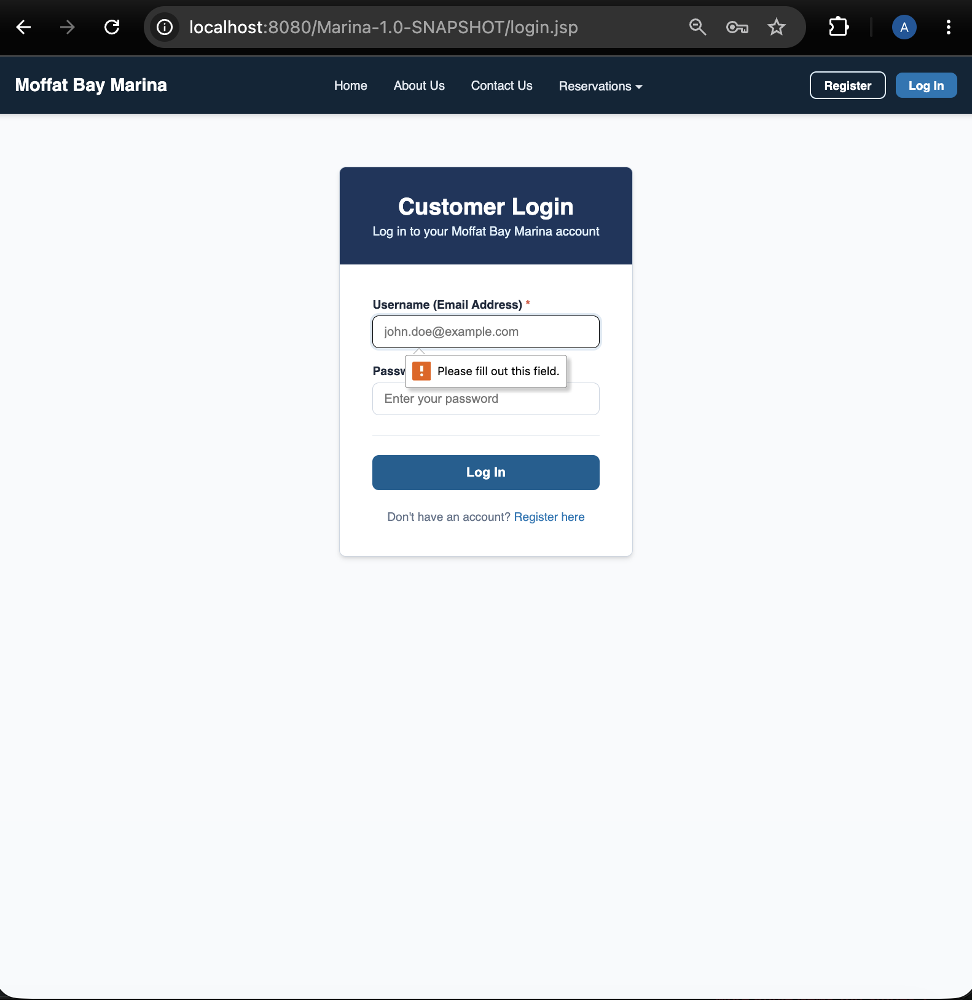 localhost:8080/Marina-1.0-SNAPSHOT/login.jsp
A
Moffat Bay Marina
Home
About Us
Contact Us
Reservations
Register
Log In
Customer Login
Log in to your Moffat Bay Marina account
Username (Email Address) *
john.doe@example.com
Please fill out this field.
Enter your password
Log In
Don't have an account? Register here